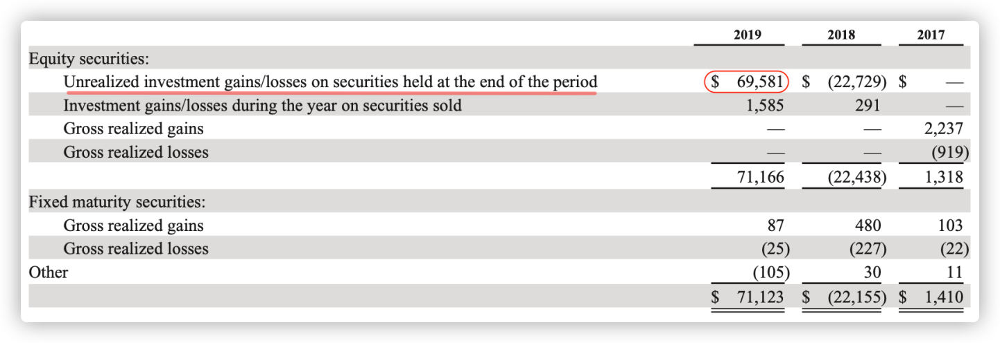 2019 2018 2017
Equity securities:
Unrealized investment gains/losses on securities held at the end of the period $ 69,581 $ (22,729) $ —
Investment gains/losses during the year on securities sold 1,585 291 —
Gross realized gains — — 2,237
Gross realized losses — — (919)
71,166 (22,438) 1,318
Fixed maturity securities:
Gross realized gains 87 480 103
Gross realized losses (25) (227) (22)
Other (105) 30 11
$ 71,123 $ (22,155) $ 1,410